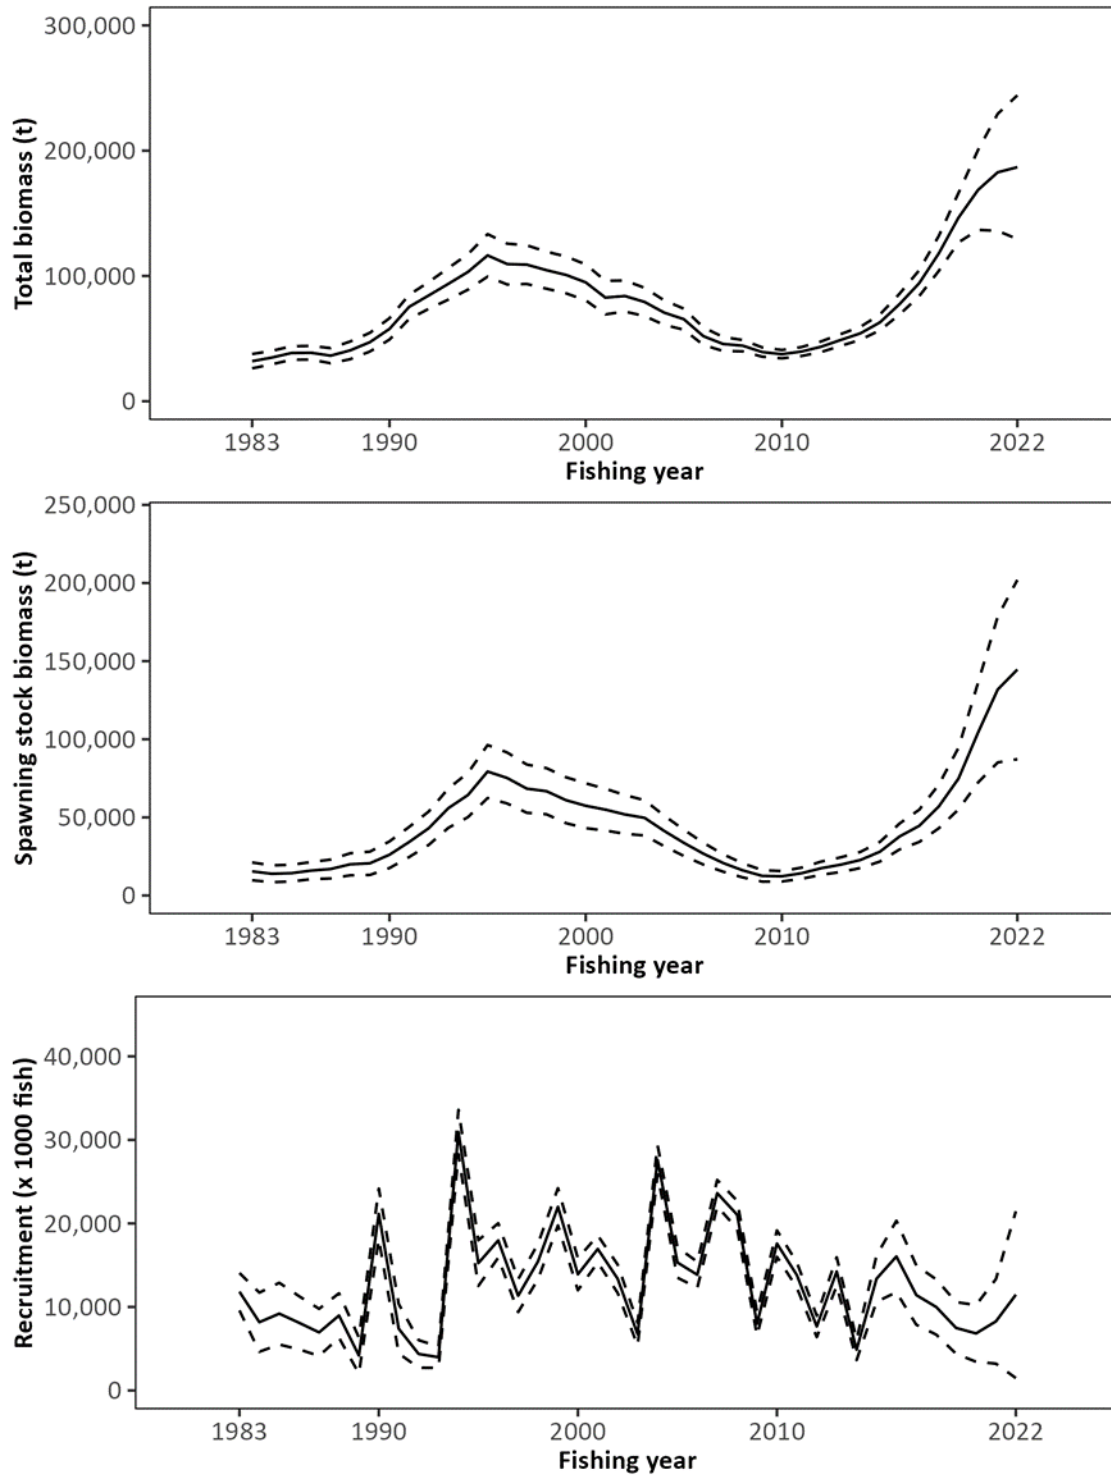 300,000
200,000
100,000
0
Total biomass (t)
1983 1990 2000 2010 2022
Fishing year
250,000
200,000
150,000
100,000
50,000
0
Spawning stock biomass (t)
1983 1990 2000 2010 2022
Fishing year
40,000
30,000
20,000
10,000
0
Recruitment (x 1000 fish)
1983 1990 2000 2010 2022
Fishing year